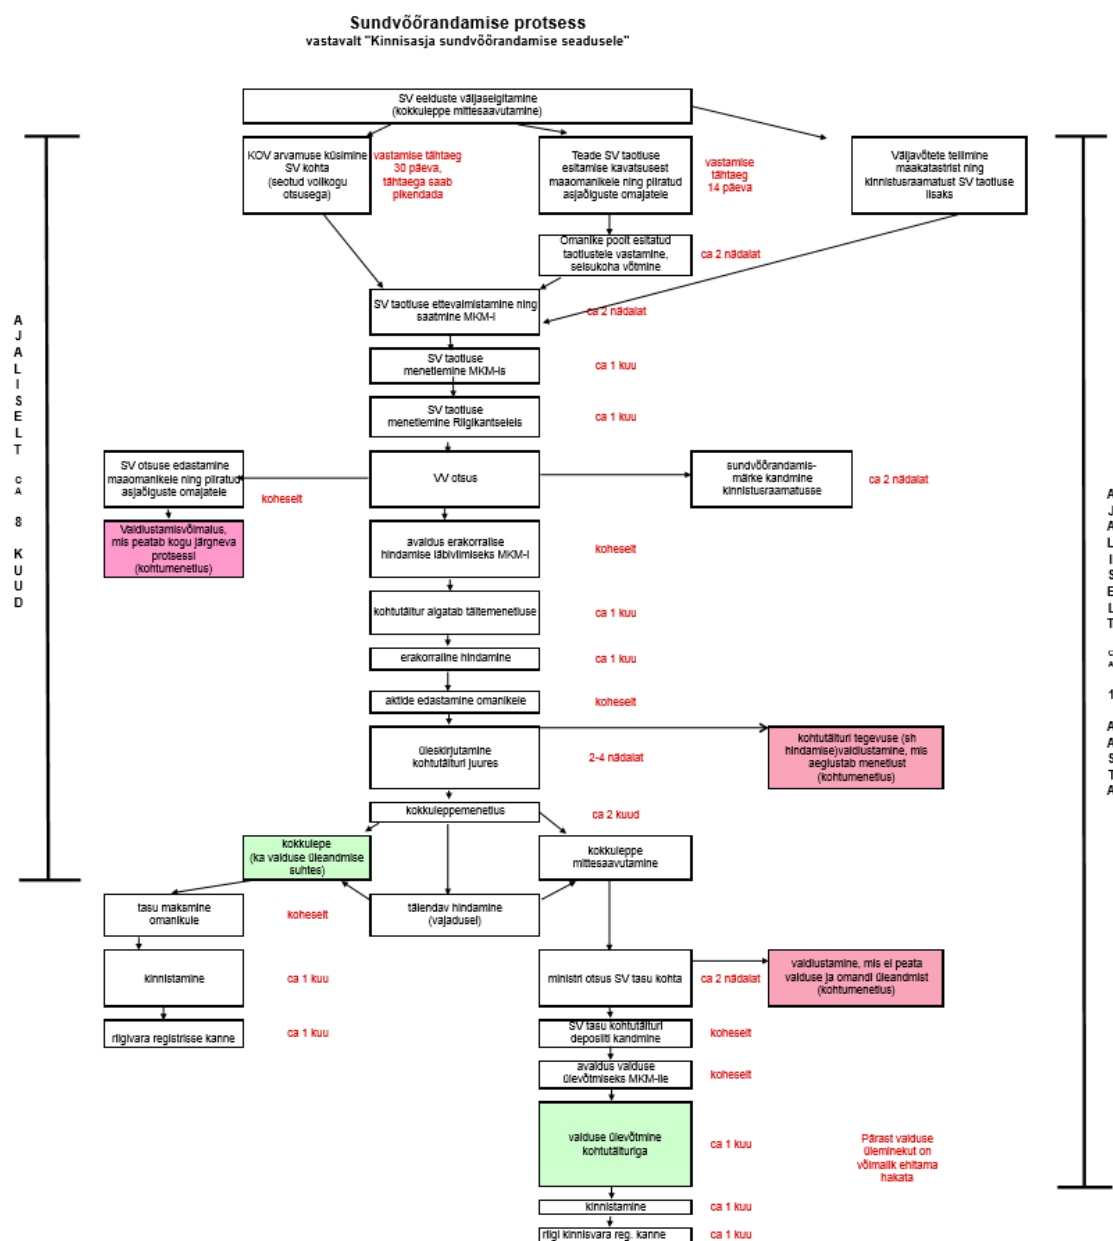 Sundvõõrandamise protsess
vastavalt "Kinnisasja sundvõõrandamise seadusele"
SV eelduste väljaselgitamine
(kokkuleppe mittesaavutamine)
KOV arvamuse küsimine
SV kohta
(seotud volikogu
otsusega)
vastamise tähtaeg
30 päeva,
tähtaega saab
pikendada
Teade SV taotluse
esitamise kavatsusest
maaomanikele ning piiratud
asjaõiguste omajatele
vastamise
tähtaeg
14 päeva
Väljavõtete tellimine
maakatastrist ning
kinnistusraamatust SV taotluse
lisaks
Omanike poolt esitatud
taotlustele vastamine,
seisukoha võtmine
ca 2 nädalat
SV taotluse ettevalmistamine ning
saatmine MKM-i
ca 2 nädalat
SV taotluse
menetlemine MKM-is
ca 1 kuu
SV taotluse
menetlemine Riigikantseleis
ca 1 kuu
SV otsuse edastamine
maaomanikele ning piiratud
asjaõiguste omajatele
koheselt
VV otsus
sundvõõrandamis-
märke kandmine
kinnistusraamatusse
ca 2 nädalat
Vaidlustamisvõimalus,
mis peatab kogu järgneva
protsessi
(kohtumenetlus)
avaldus erakorralise
hindamise läbiviimiseks MKM-i
koheselt
kohtutäitur algatab täitemenetluse
ca 1 kuu
erakorraline hindamine
ca 1 kuu
aktide edastamine omanikele
koheselt
üleskirjutamine
kohtutäituri juures
2-4 nädalat
kohtutäituri tegevuse (sh
hindamise)vaidlustamine, mis
aeglustab menetlust
(kohtumenetlus)
kokkuleppemenetlus
ca 2 kuud
kokkulepe
(ka valduse üleandmise
suhtes)
kokkuleppe
mittesaavutamine
tasu maksmine
omanikule
koheselt
täiendav hindamine
(vajadusel)
kinnistamine
ca 1 kuu
ministri otsus SV tasu kohta
ca 2 nädalat
vaidlustamine, mis ei peata
valduse ja omandi üleandmist
(kohtumenetlus)
riigivara registrisse kanne
ca 1 kuu
SV tasu kohtutäituri
depositi kandmine
koheselt
avaldus valduse
ülevõtmiseks MKM-ile
koheselt
valduse ülevõtmine
kohtutäituriga
ca 1 kuu
Pärast valduse
üleminekut on
võimalik ehitama
hakata
kinnistamine
ca 1 kuu
riigi kinnisvara reg. kanne
ca 1 kuu
AJALISELT CA 8 KUUD
AJALISELT CA 1 AASTA